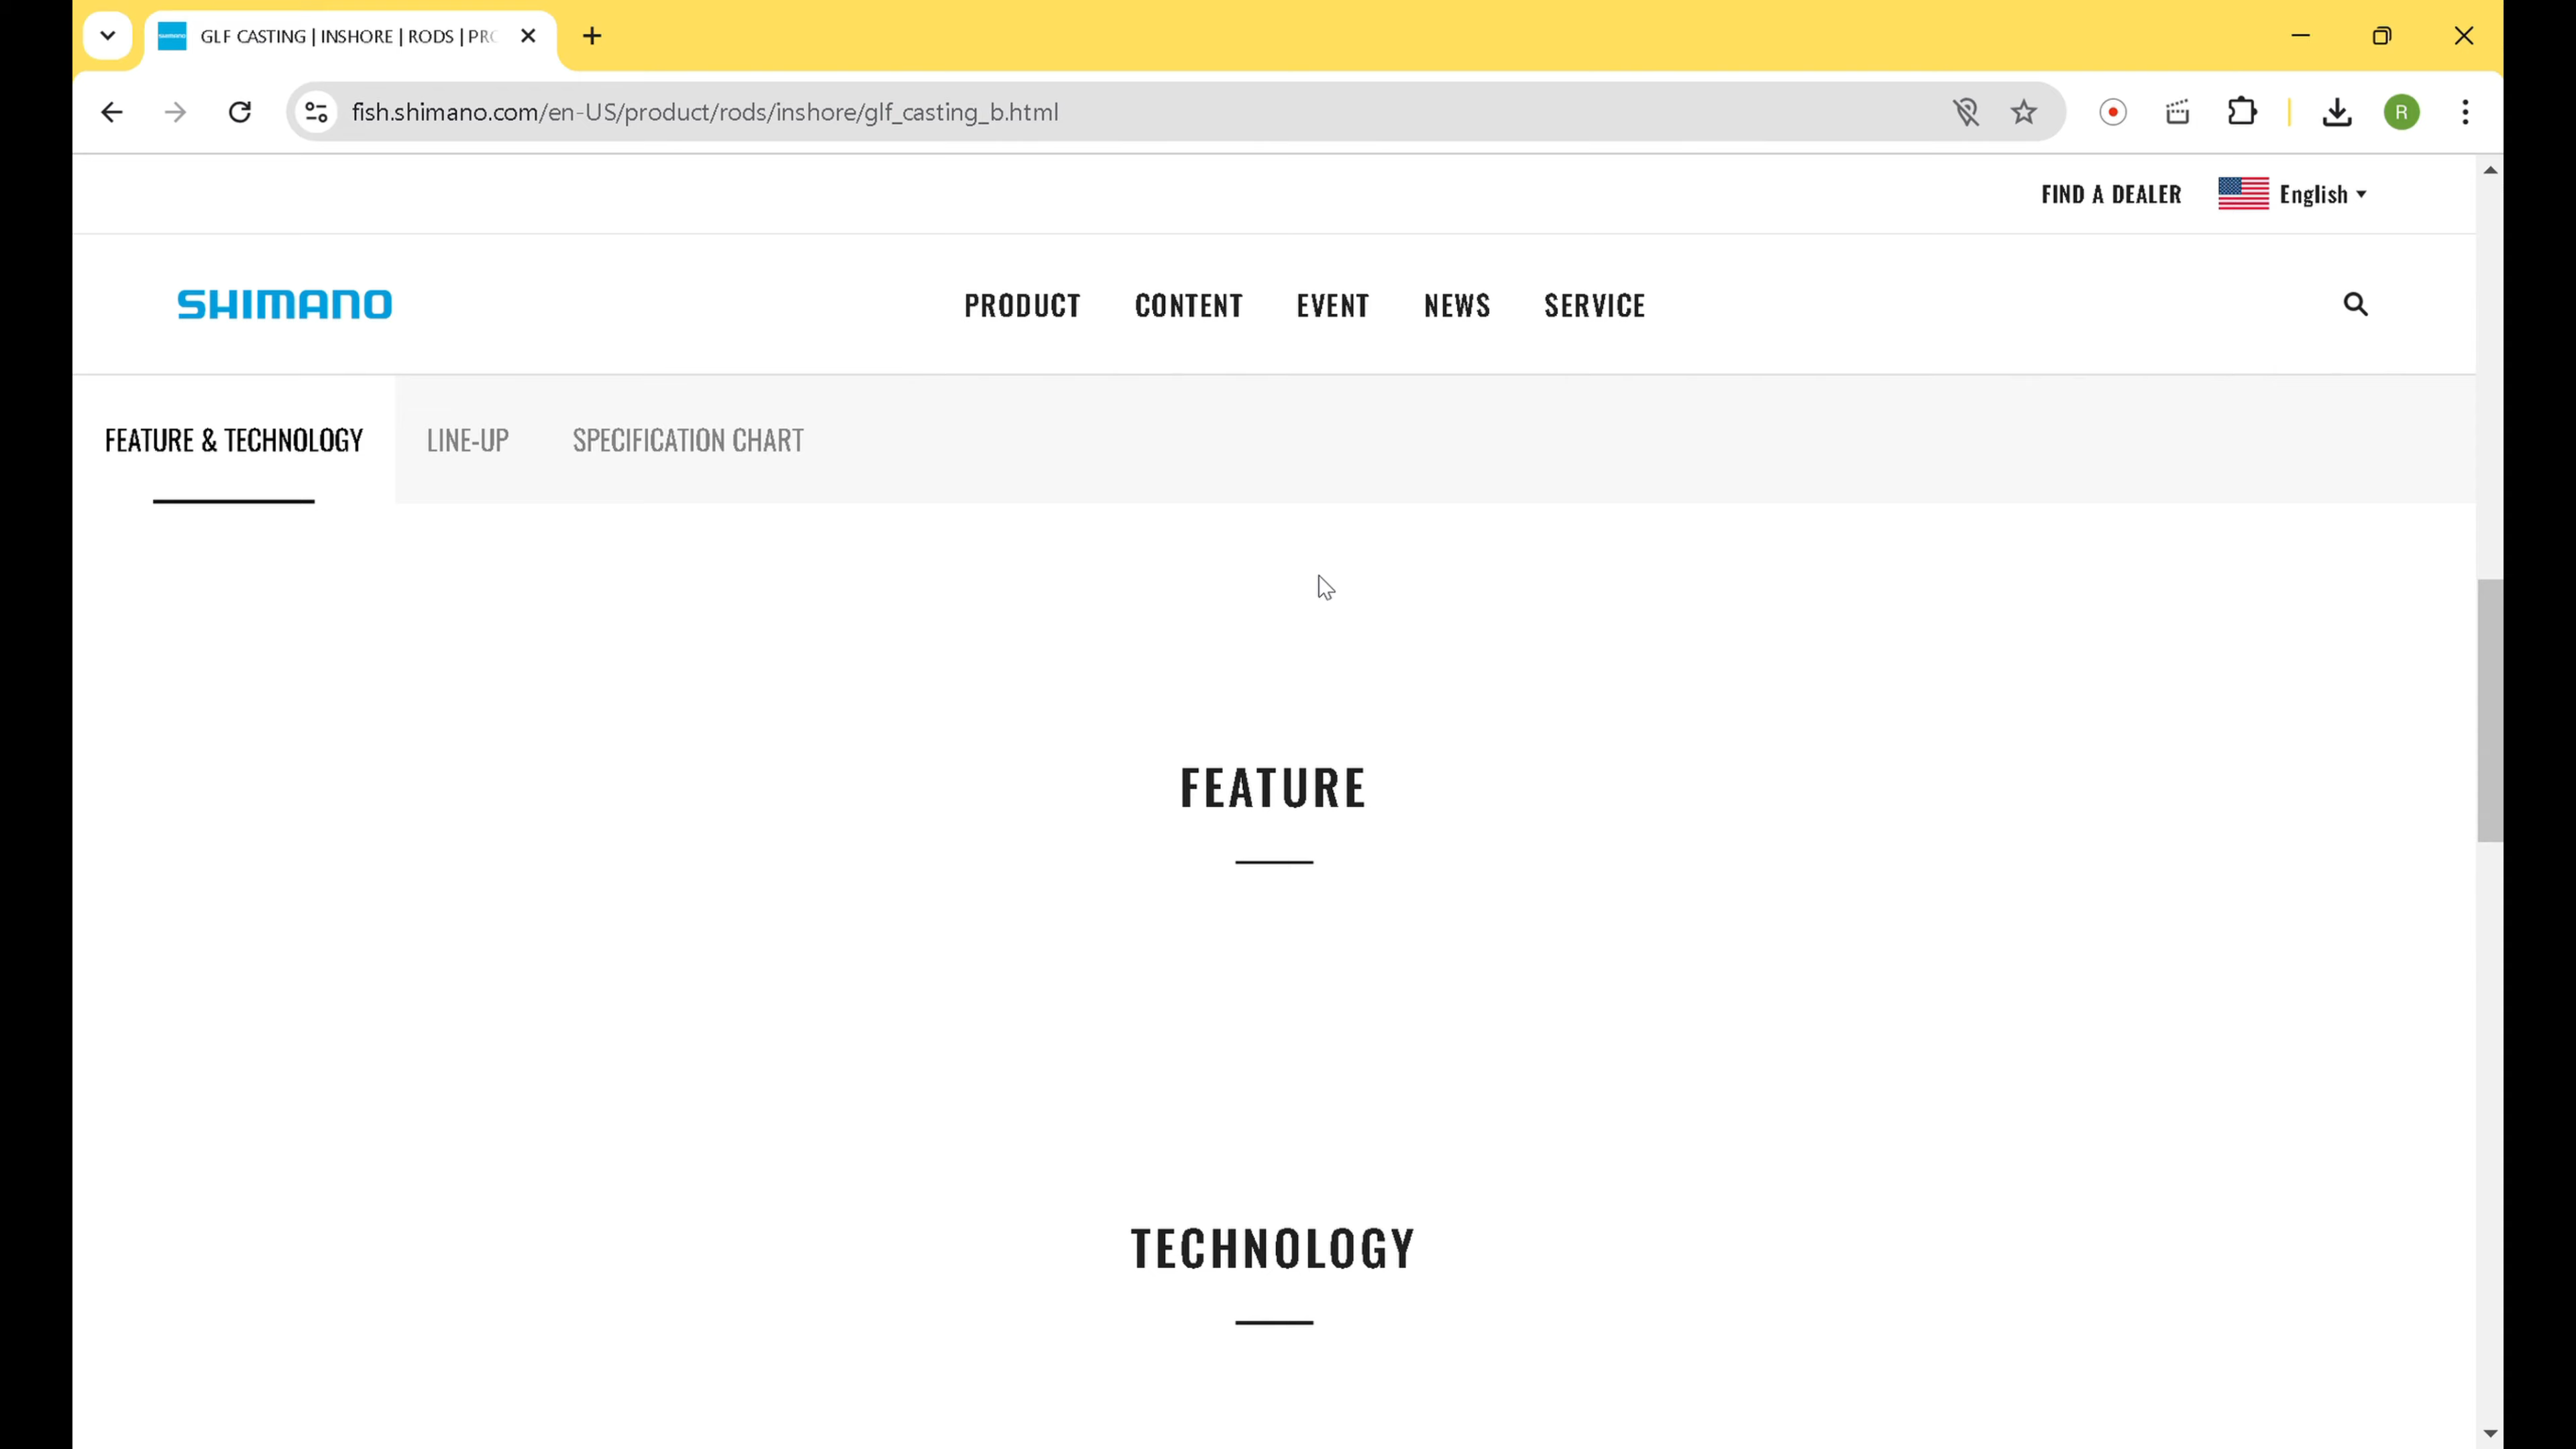 GLF CASTING | INSHORE | RODS | PRO
fish.shimano.com/en-US/product/rods/inshore/glf_casting_b.html
R
FIND A DEALER
English
SHIMANO
PRODUCT
CONTENT
EVENT
NEWS
SERVICE
FEATURE & TECHNOLOGY
LINE-UP
SPECIFICATION CHART
FEATURE
TECHNOLOGY